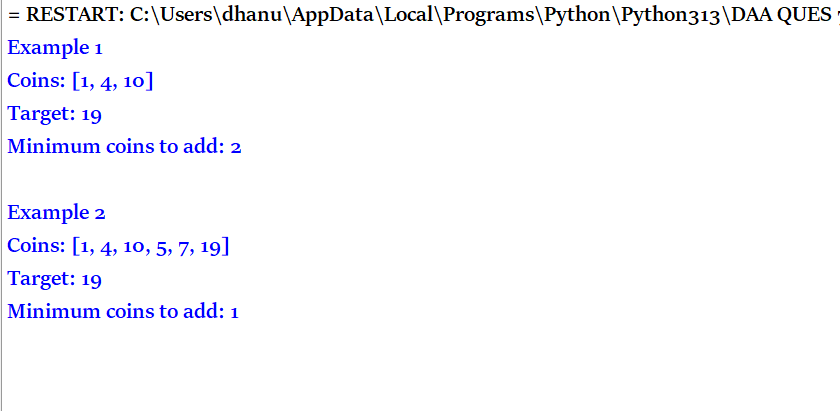 = RESTART: C:\Users\dhanu\AppData\Local\Programs\Python\Python313\DAA QUES
Example 1
Coins: [1, 4, 10]
Target: 19
Minimum coins to add: 2
Example 2
Coins: [1, 4, 10, 5, 7, 19]
Target: 19
Minimum coins to add: 1